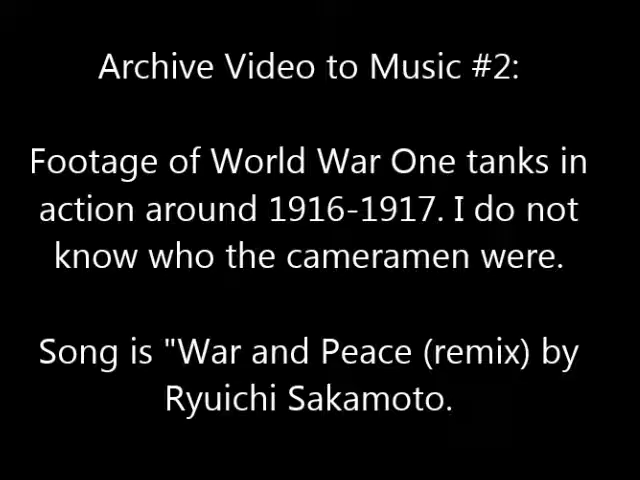 Archive Video to Music #2:
Footage of World War One tanks in
action around 1916-1917. I do not
know who the cameramen were.
Song is "War and Peace (remix) by
Ryuichi Sakamoto.